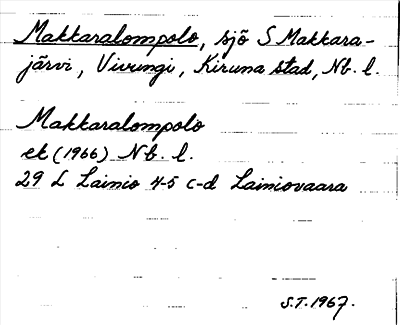 Makkaralompolo, sjö S Makkara-
järvi, Vivungi, Kiruna stad, Nb. l.
Makkaralompolo
ek (1966) Nb. l.
29 L Lainio 4-5 c-d Lainiovaara
S.T. 1967.